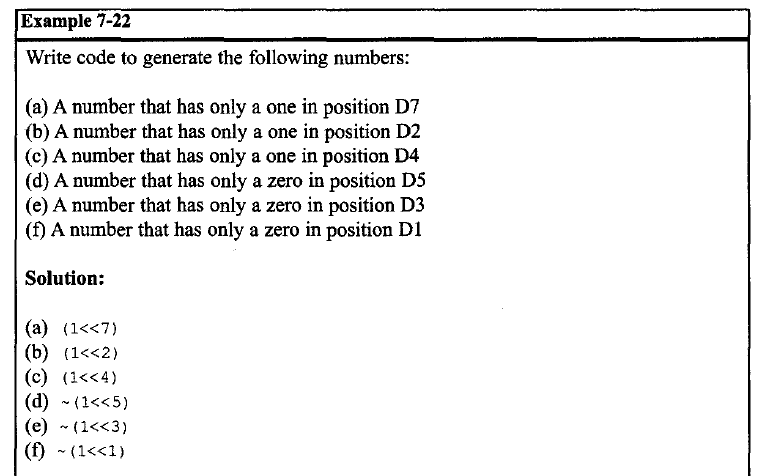 Example 7-22
Write code to generate the following numbers:
(a) A number that has only a one in position D7
(b) A number that has only a one in position D2
(c) A number that has only a one in position D4
(d) A number that has only a zero in position D5
(e) A number that has only a zero in position D3
(f) A number that has only a zero in position D1
Solution:
(a) (1<<7)
(b) (1<<2)
(c) (1<<4)
(d) ~(1<<5)
(e) ~(1<<3)
(f) ~(1<<1)